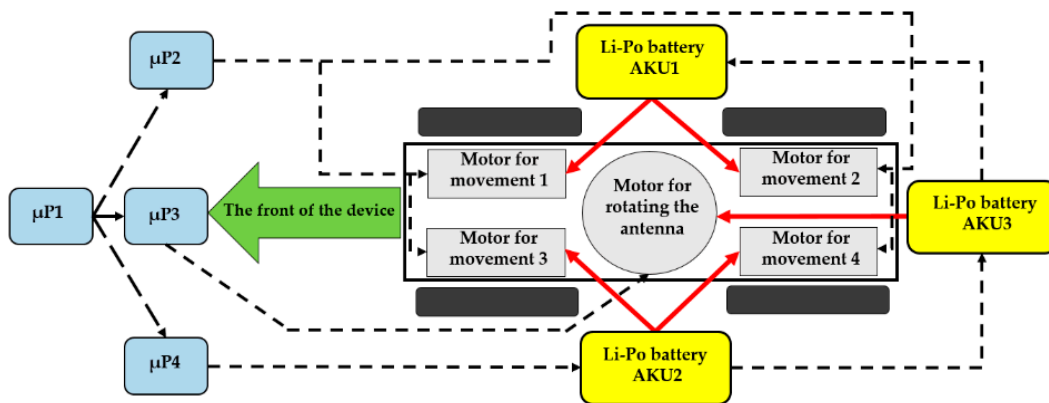 μP2
Li-Po battery
AKU1
Motor for
movement 1
Motor for
movement 2
μP1
μP3
The front of the device
Motor for
rotating the
antenna
Li-Po battery
AKU3
Motor for
movement 3
Motor for
movement 4
μP4
Li-Po battery
AKU2